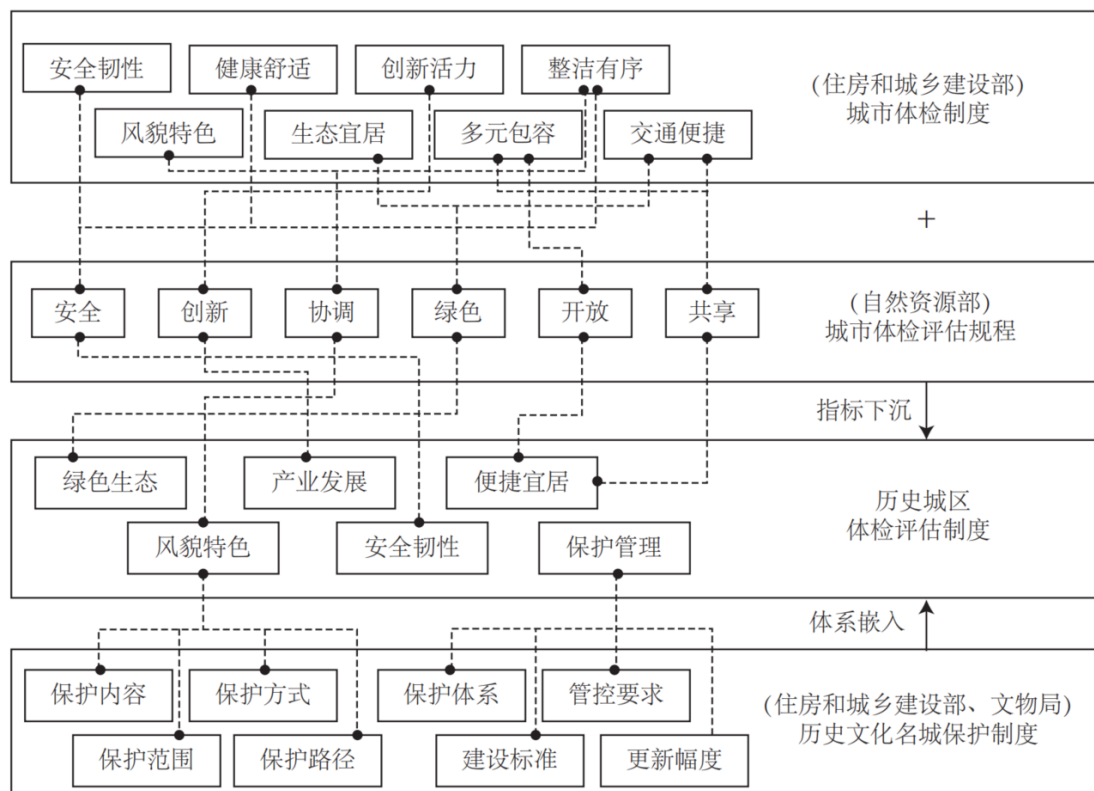 安全韧性
健康舒适
创新活力
整洁有序
(住房和城乡建设部)
城市体检制度
风貌特色
生态宜居
多元包容
交通便捷
+
安全
创新
协调
绿色
开放
共享
(自然资源部)
城市体检评估规程
指标下沉
绿色生态
产业发展
便捷宜居
历史城区
体检评估制度
风貌特色
安全韧性
保护管理
体系嵌入
保护内容
保护方式
保护体系
管控要求
(住房和城乡建设部、文物局)
历史文化名城保护制度
保护范围
保护路径
建设标准
更新幅度